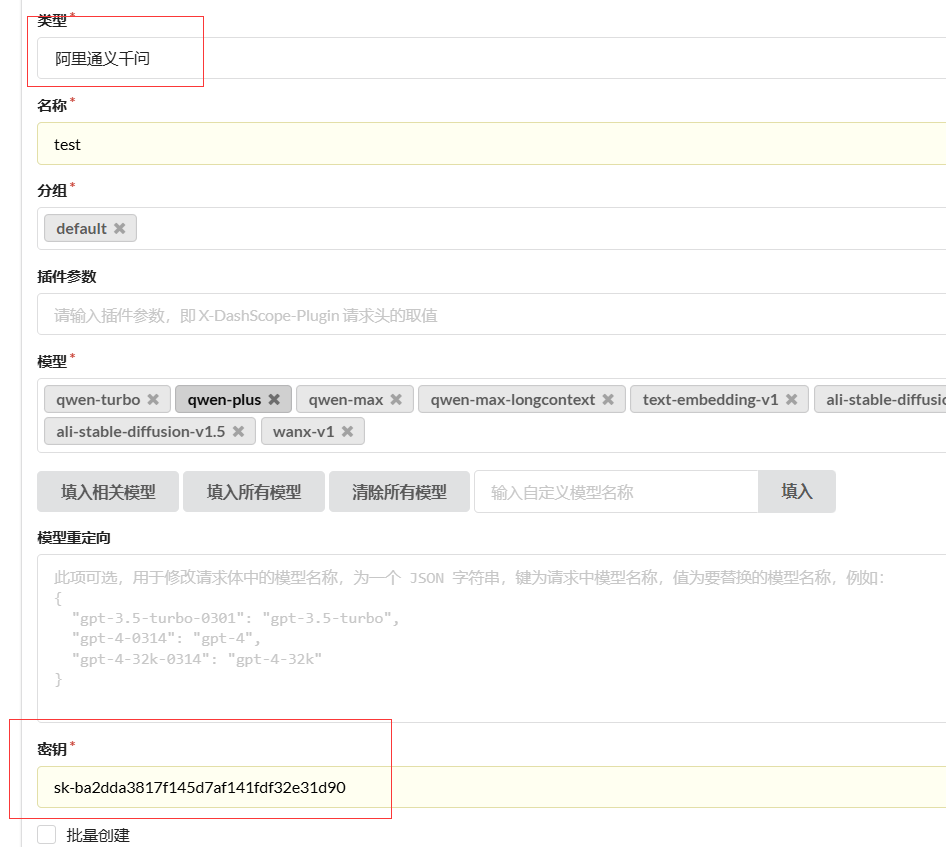 类型*
阿里通义千问
名称*
test
分组*
default
插件参数
请输入插件参数，即 X-DashScope-Plugin 请求头的取值
模型*
qwen-turbo qwen-plus qwen-max qwen-max-longcontext text-embedding-v1 ali-stable-diffusio
ali-stable-diffusion-v1.5 wanx-v1
填入相关模型 填入所有模型 清除所有模型 输入自定义模型名称 填入
模型重定向
此项可选，用于修改请求体中的模型名称，为一个 JSON 字符串，键为请求中模型名称，值为要替换的模型名称，例如：
{
"gpt-3.5-turbo-0301": "gpt-3.5-turbo",
"gpt-4-0314": "gpt-4",
"gpt-4-32k-0314": "gpt-4-32k"
}
密钥*
sk-ba2dda3817f145d7af141fdf32e31d90
批量创建